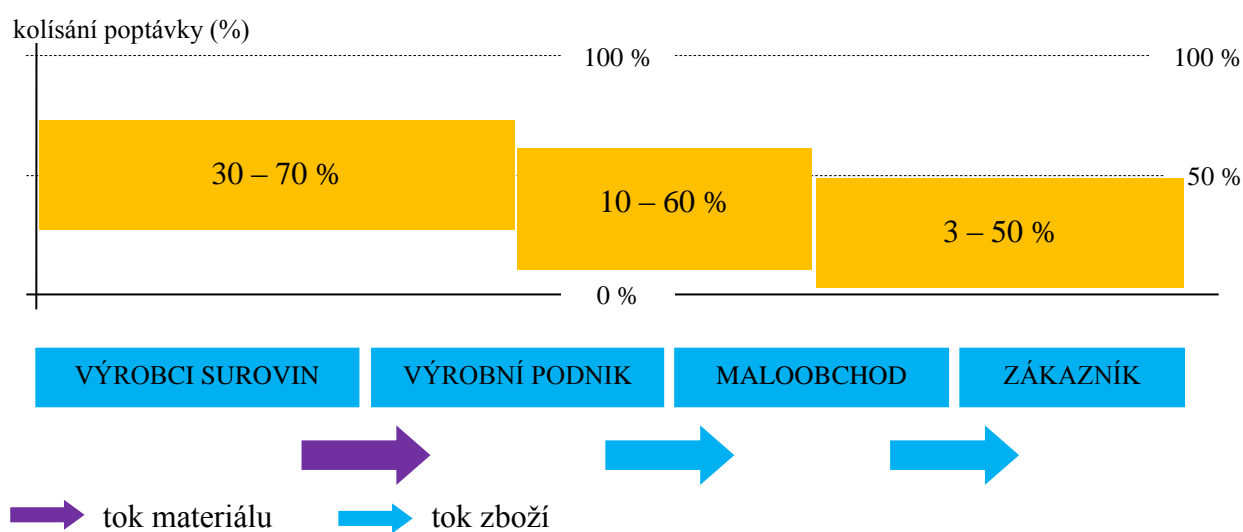 kolísání poptávky (%)
100 % 100 %
30 – 70 %
50 %
10 – 60 %
3 – 50 %
0 %
VÝROBCI SUROVIN VÝROBNÍ PODNIK MALOOBCHOD ZÁKAZNÍK
tok materiálu tok zboží